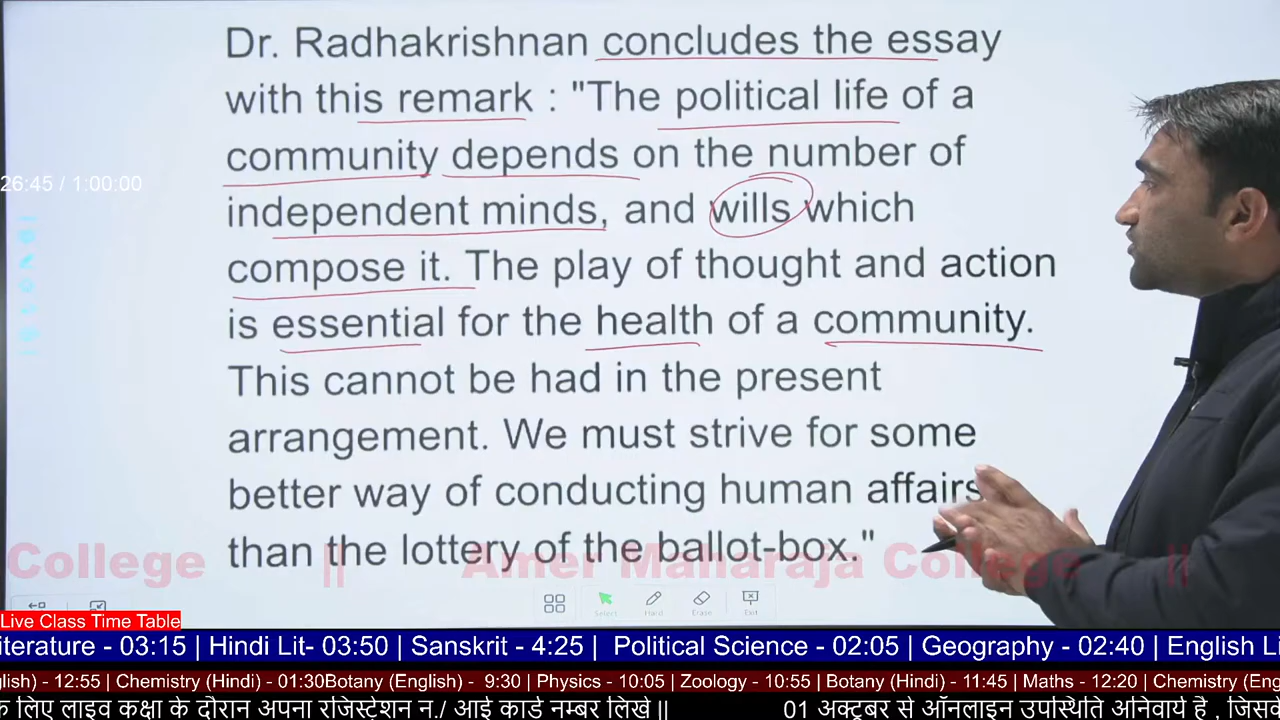 Dr. Radhakrishnan concludes the essay
with this remark : "The political life of a
community depends on the number of
26:45 / 1:00:00
independent minds, and wills which
compose it. The play of thought and action
is essential for the health of a community.
This cannot be had in the present
arrangement. We must strive for some
better way of conducting human affairs
than the lottery of the ballot-box."
College || Amer Maharaja College ||
Select Hard Erase Exit
Live Class Time Table
iterature - 03:15 | Hindi Lit- 03:50 | Sanskrit - 4:25 | Political Science - 02:05 | Geography - 02:40 | English Li
glish) - 12:55 | Chemistry (Hindi) - 01:30Botany (English) - 9:30 | Physics - 10:05 | Zoology - 10:55 | Botany (Hindi) - 11:45 | Maths - 12:20 | Chemistry (Eng
के लिए लाइव कक्षा के दौरान अपना रजिस्ट्रेशन न./ आई कार्ड नम्बर लिखे || 01 अक्टूबर से ऑनलाइन उपस्थिति अनिवार्य है , जिसक